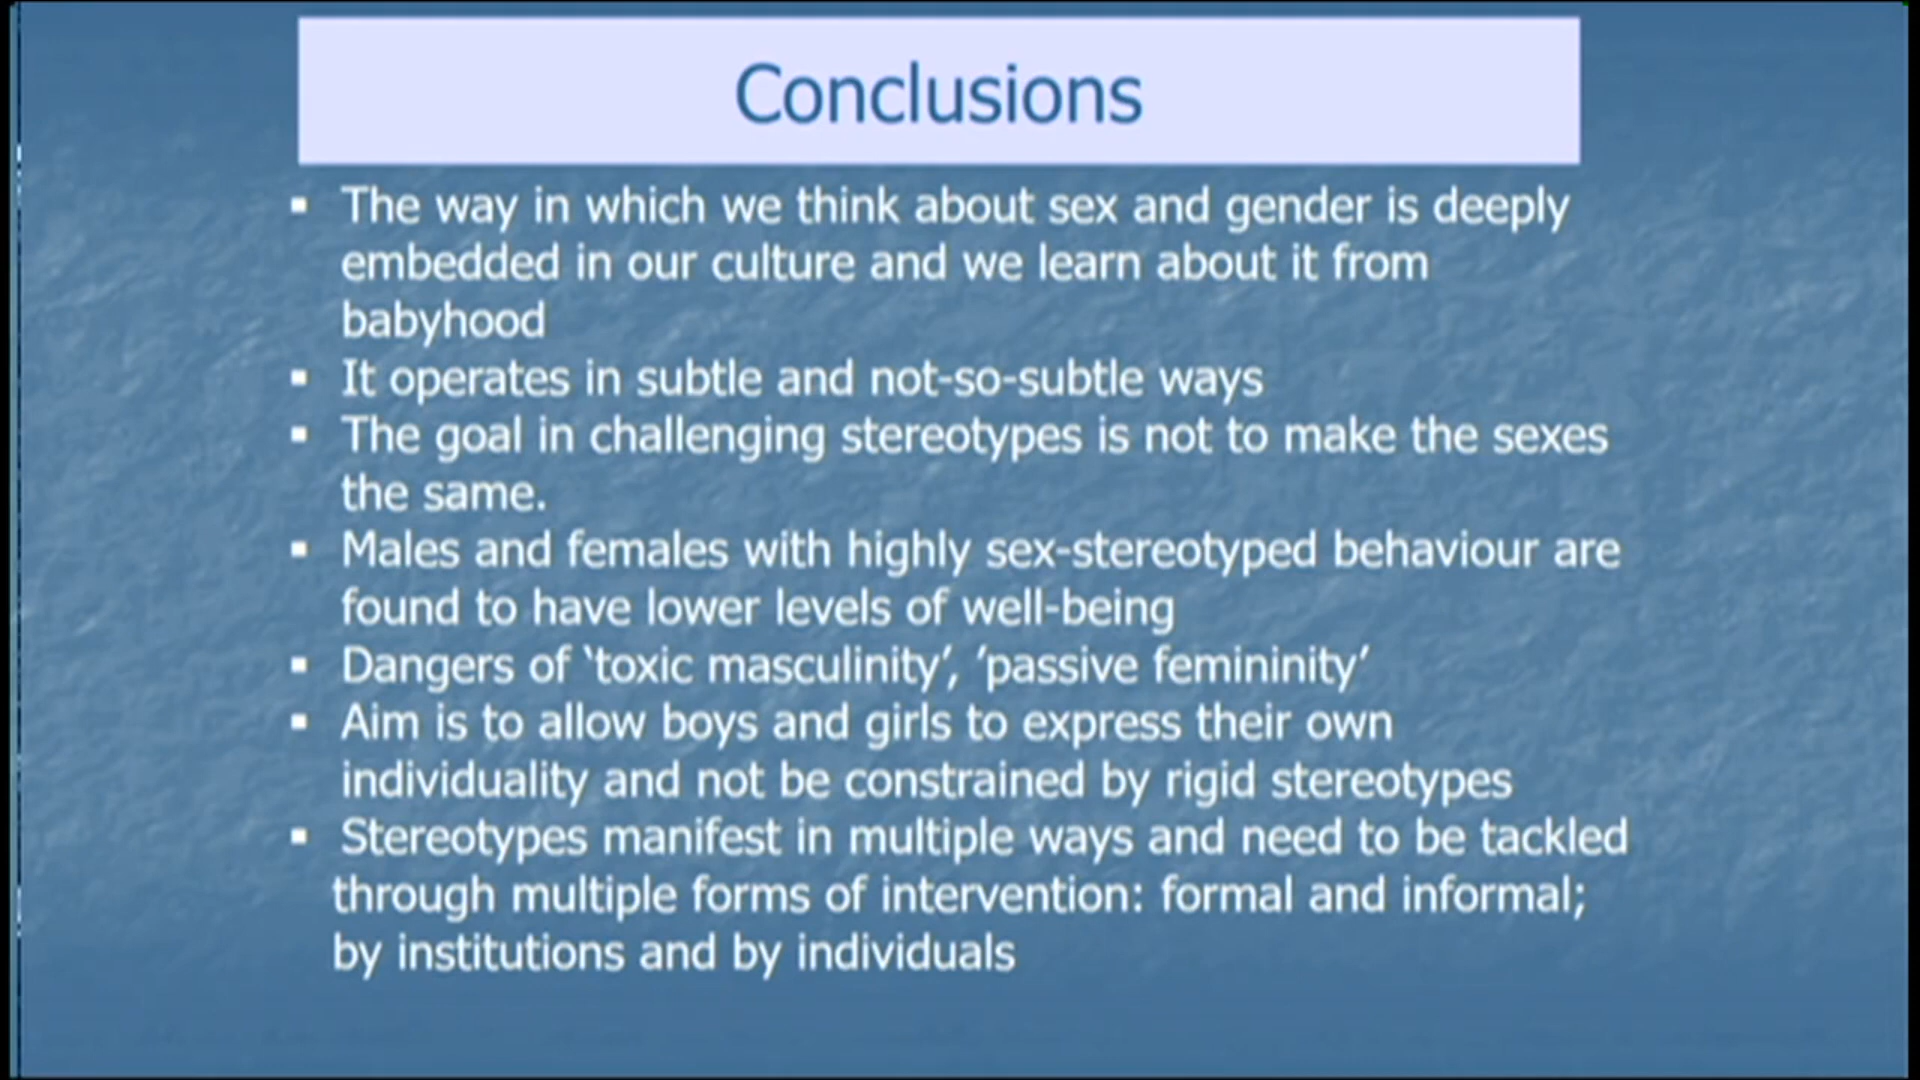 Conclusions
▪ The way in which we think about sex and gender is deeply
embedded in our culture and we learn about it from
babyhood
▪ It operates in subtle and not-so-subtle ways
▪ The goal in challenging stereotypes is not to make the sexes
the same.
▪ Males and females with highly sex-stereotyped behaviour are
found to have lower levels of well-being
▪ Dangers of ‘toxic masculinity’, ’passive femininity’
▪ Aim is to allow boys and girls to express their own
individuality and not be constrained by rigid stereotypes
▪ Stereotypes manifest in multiple ways and need to be tackled
through multiple forms of intervention: formal and informal;
by institutions and by individuals